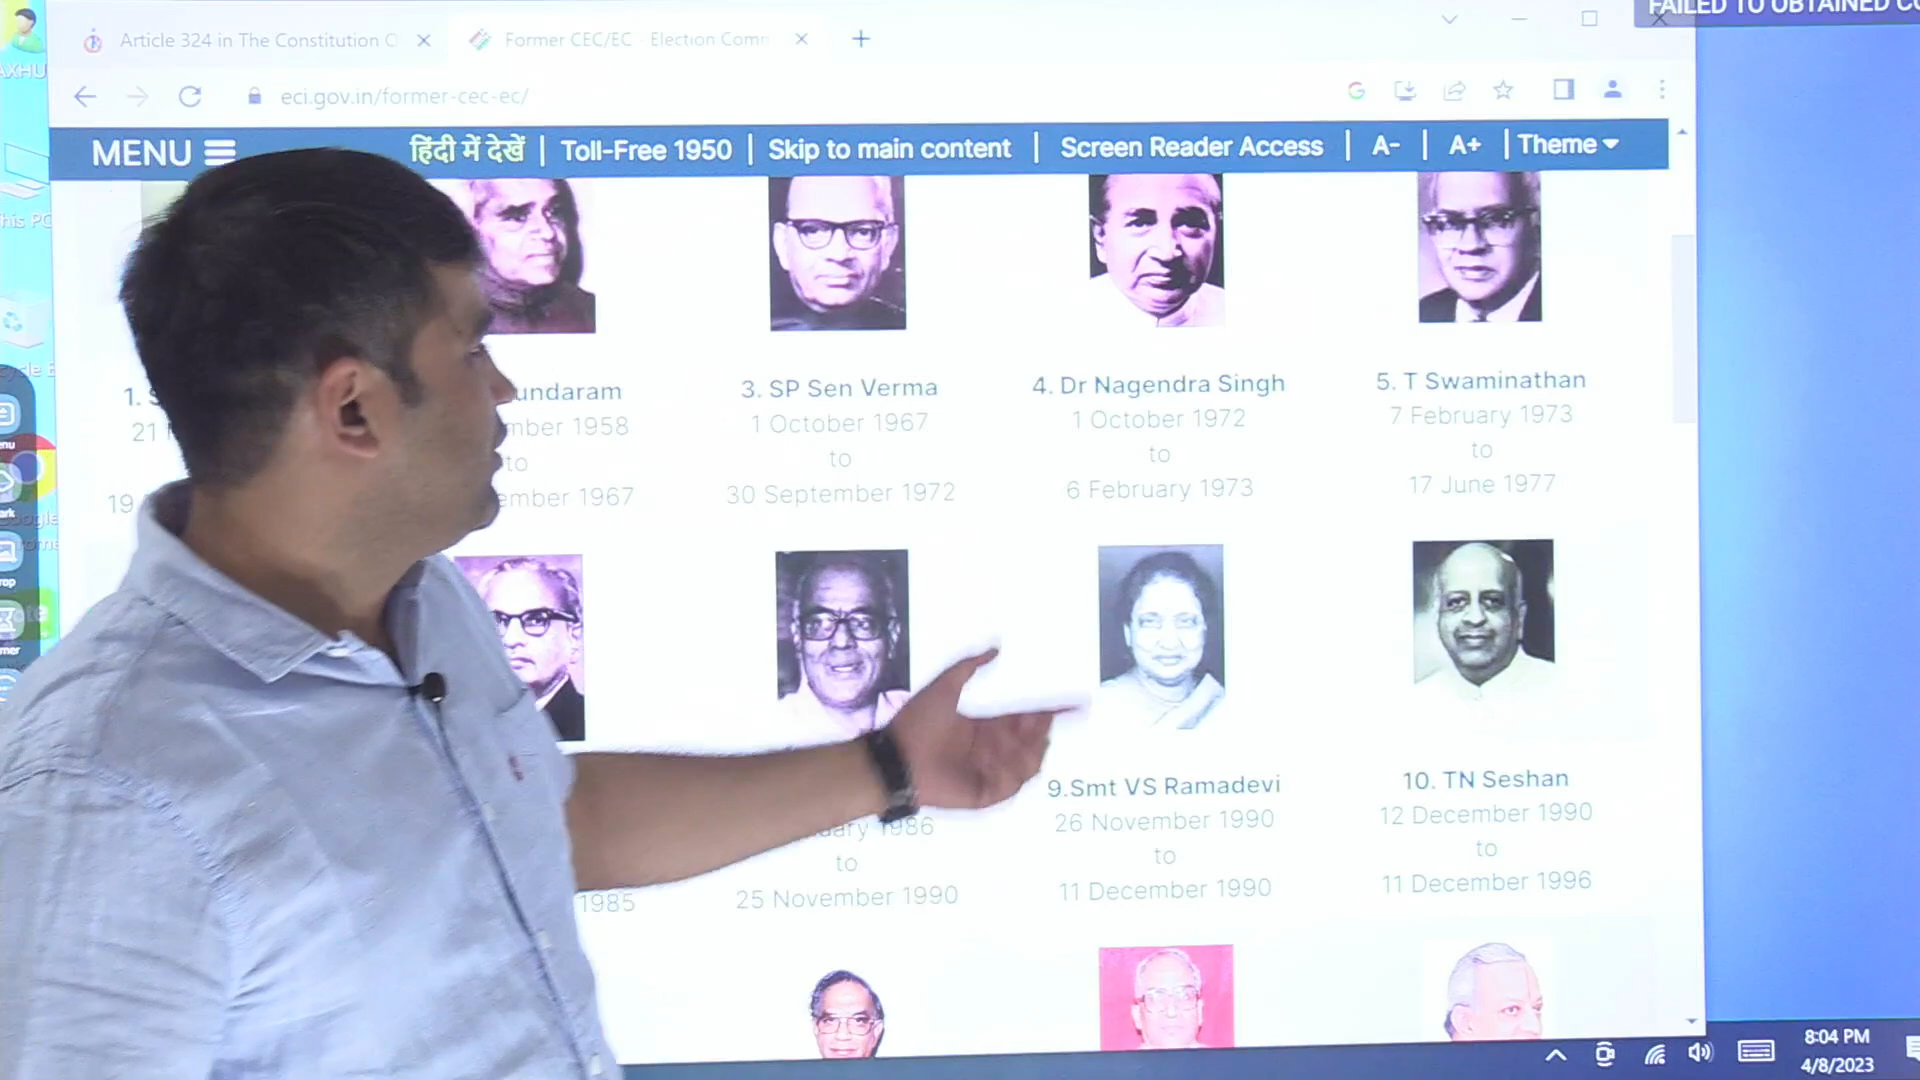 FAILED TO OBTAINED
Article 324 in The Constitution O
Former CEC/EC - Election Comm
eci.gov.in/former-cec-ec/
MENU
हिंदी में देखें | Toll-Free 1950 | Skip to main content | Screen Reader Access | A- | A+ | Theme
1. S
21
19
undaram
mber 1958
to
ember 1967
3. SP Sen Verma
1 October 1967
to
30 September 1972
4. Dr Nagendra Singh
1 October 1972
to
6 February 1973
5. T Swaminathan
7 February 1973
to
17 June 1977
1985
uary 1986
to
25 November 1990
9.Smt VS Ramadevi
26 November 1990
to
11 December 1990
10. TN Seshan
12 December 1990
to
11 December 1996
8:04 PM
4/8/2023